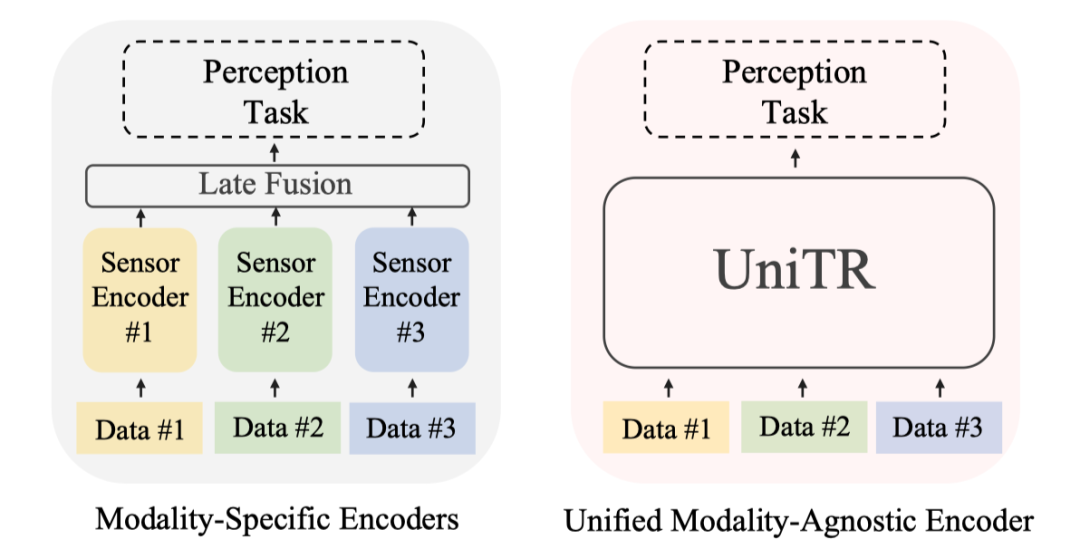 Perception
Task
Late Fusion
Sensor
Encoder
#1
Sensor
Encoder
#2
Sensor
Encoder
#3
Data #1
Data #2
Data #3
Modality-Specific Encoders
Perception
Task
UniTR
Data #1
Data #2
Data #3
Unified Modality-Agnostic Encoder